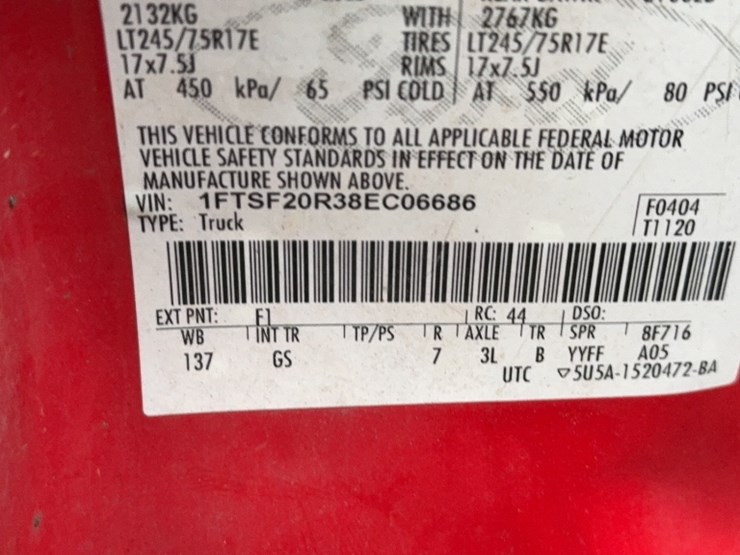 2132KG WITH 2767KG
LT245/75R17E TIRES LT245/75R17E
17x7.5J RIMS 17x7.5J
AT 450 kPa/ 65 PSI COLD AT 550 kPa/ 80 PSI
THIS VEHICLE CONFORMS TO ALL APPLICABLE FEDERAL MOTOR
VEHICLE SAFETY STANDARDS IN EFFECT ON THE DATE OF
MANUFACTURE SHOWN ABOVE.
VIN: 1FTSF20R38EC06686 F0404
TYPE: Truck T1120
EXT PNT: F1 RC: 44 DSO:
WB INT TR TP/PS R AXLE TR SPR 8F716
137 GS 7 3L B YYFF A05
UTC ▽5U5A-1520472-BA